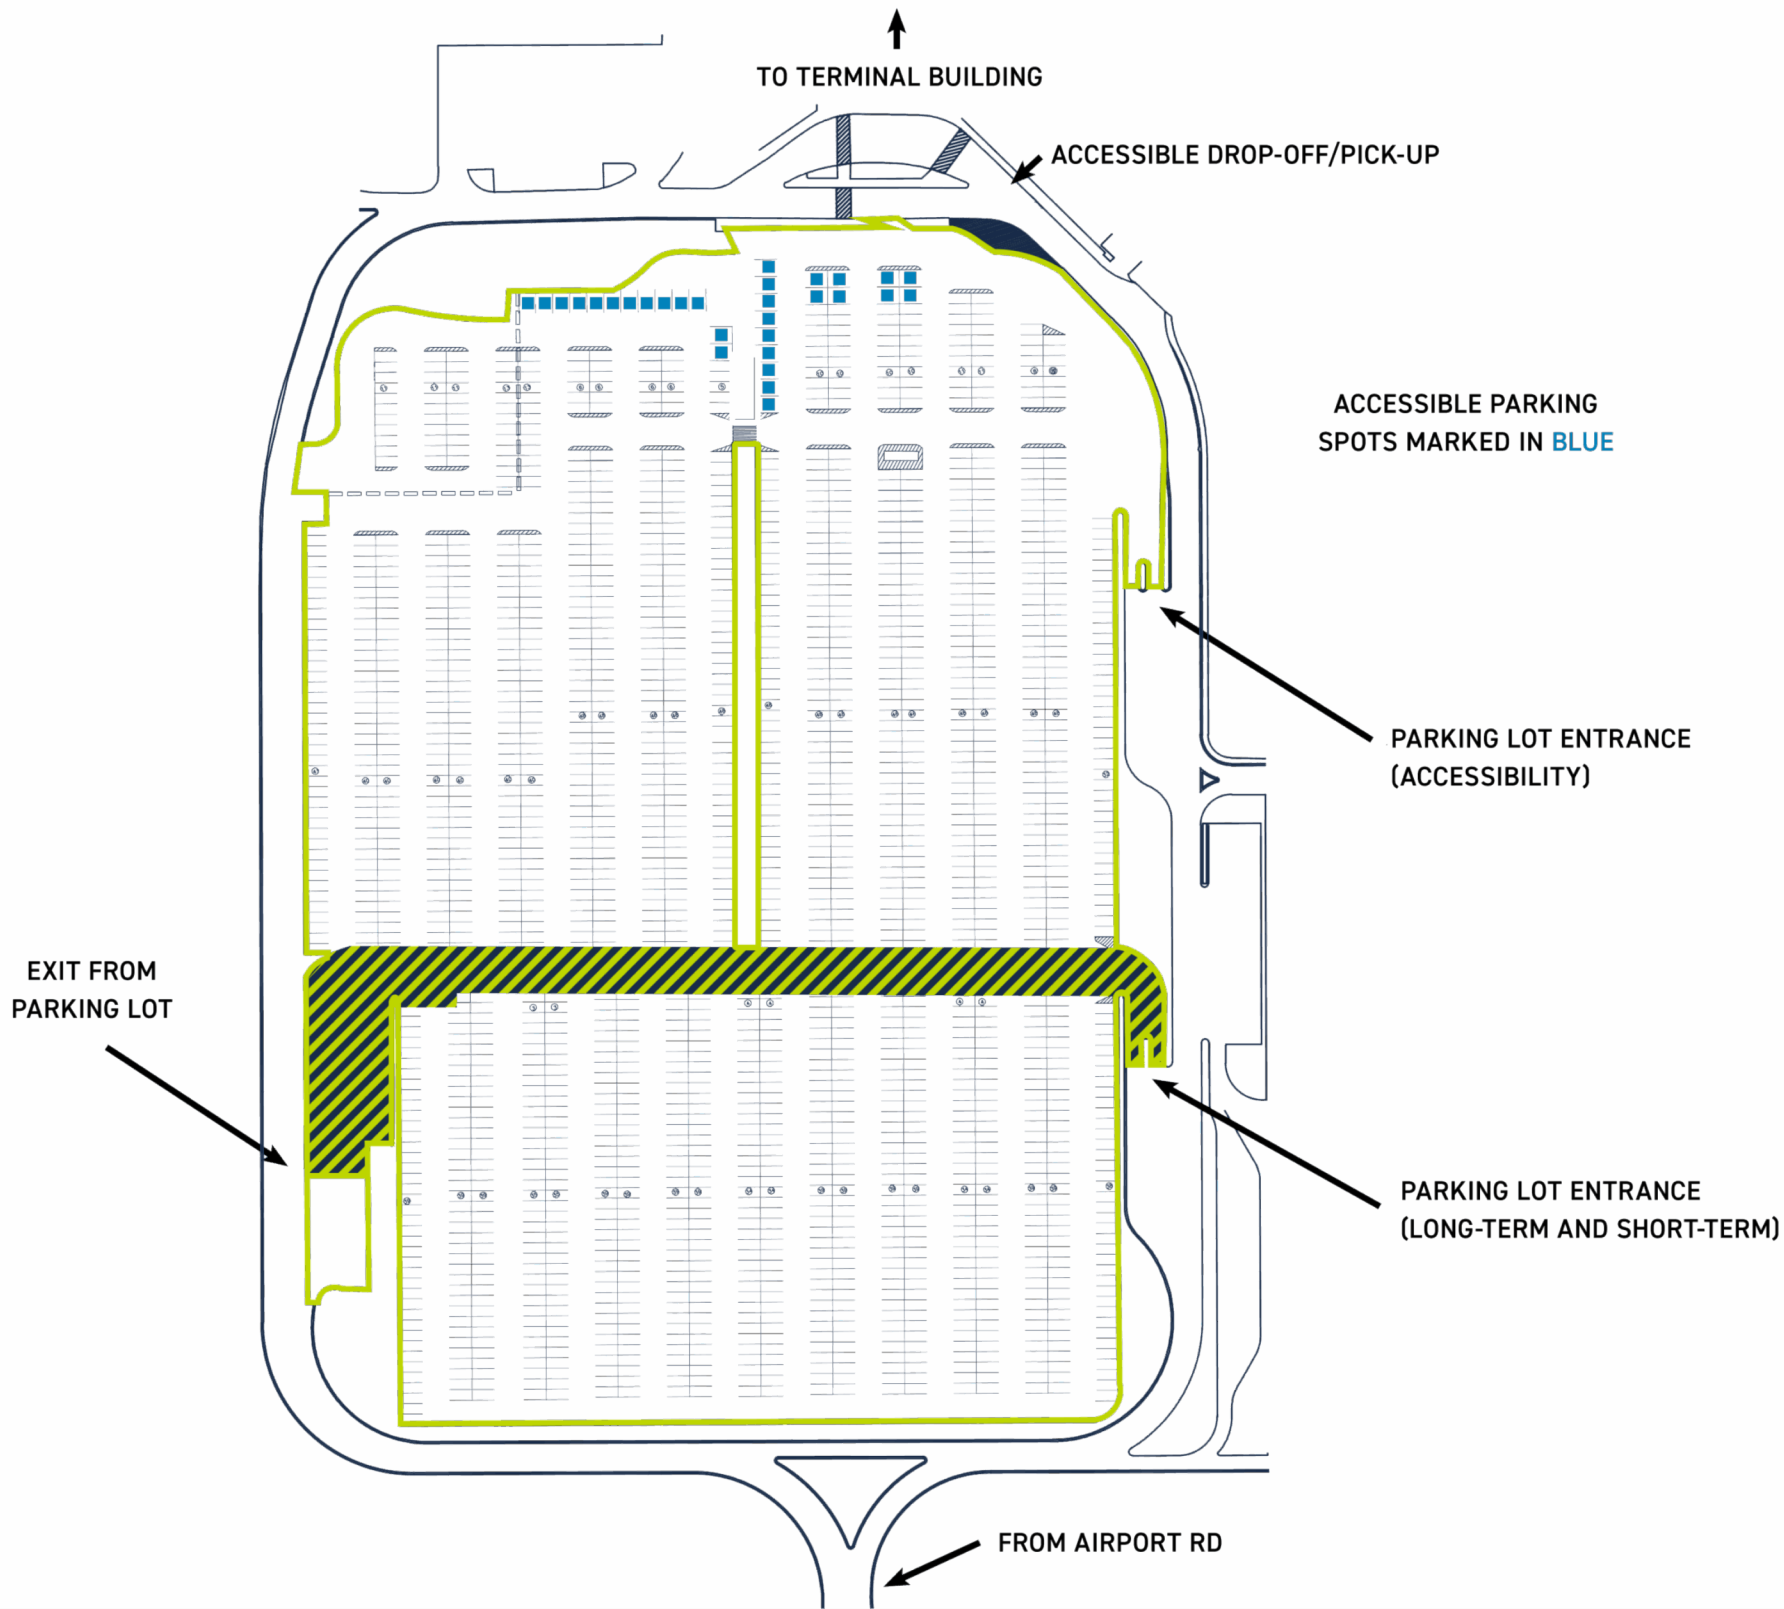 TO TERMINAL BUILDING
ACCESSIBLE DROP-OFF/PICK-UP
ACCESSIBLE PARKING
SPOTS MARKED IN BLUE
PARKING LOT ENTRANCE
(ACCESSIBILITY)
EXIT FROM
PARKING LOT
PARKING LOT ENTRANCE
(LONG-TERM AND SHORT-TERM)
FROM AIRPORT RD